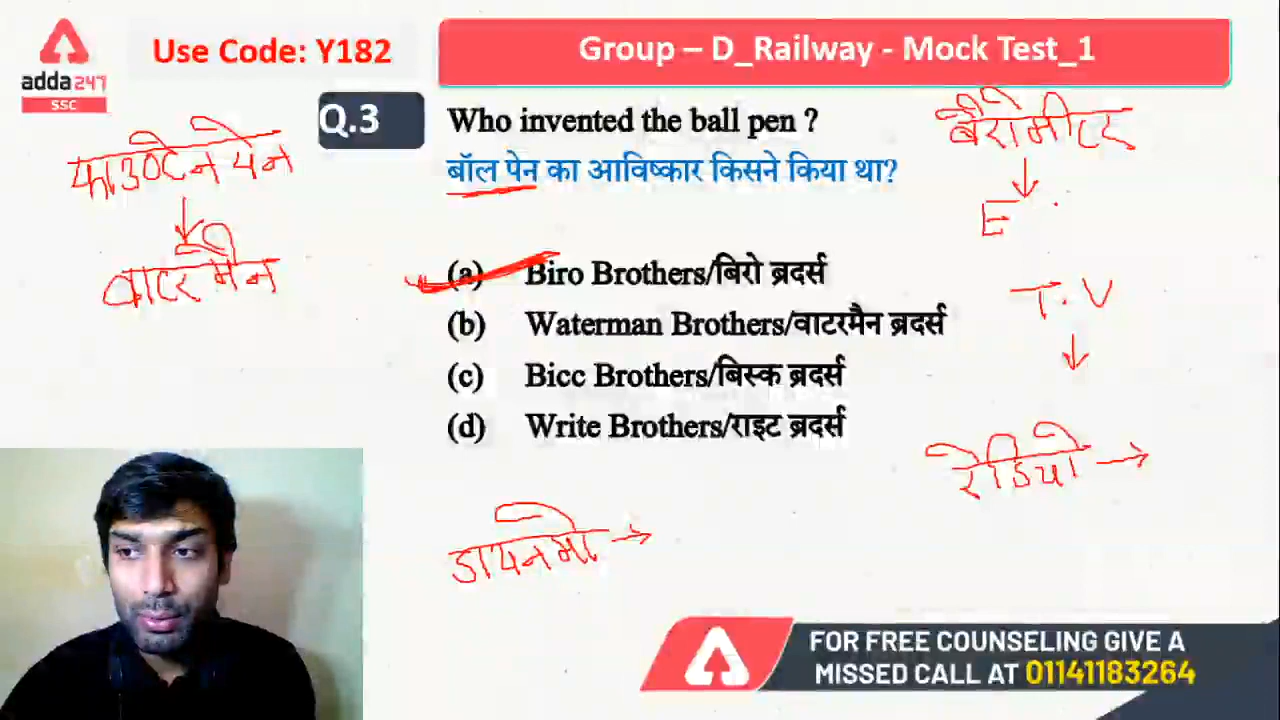 adda247
SSC
Use Code: Y182
Group – D_Railway - Mock Test_1
Q.3
Who invented the ball pen ?
बॉल पेन का आविष्कार किसने किया था?
(a) Biro Brothers/बिरो ब्रदर्स
(b) Waterman Brothers/वाटरमैन ब्रदर्स
(c) Bicc Brothers/बिस्क ब्रदर्स
(d) Write Brothers/राइट ब्रदर्स
फाउण्टेन पेन
वाटरमैन
बैरोमीटर
E
T.V
रेडियो
डायनमो
FOR FREE COUNSELING GIVE A
MISSED CALL AT 01141183264